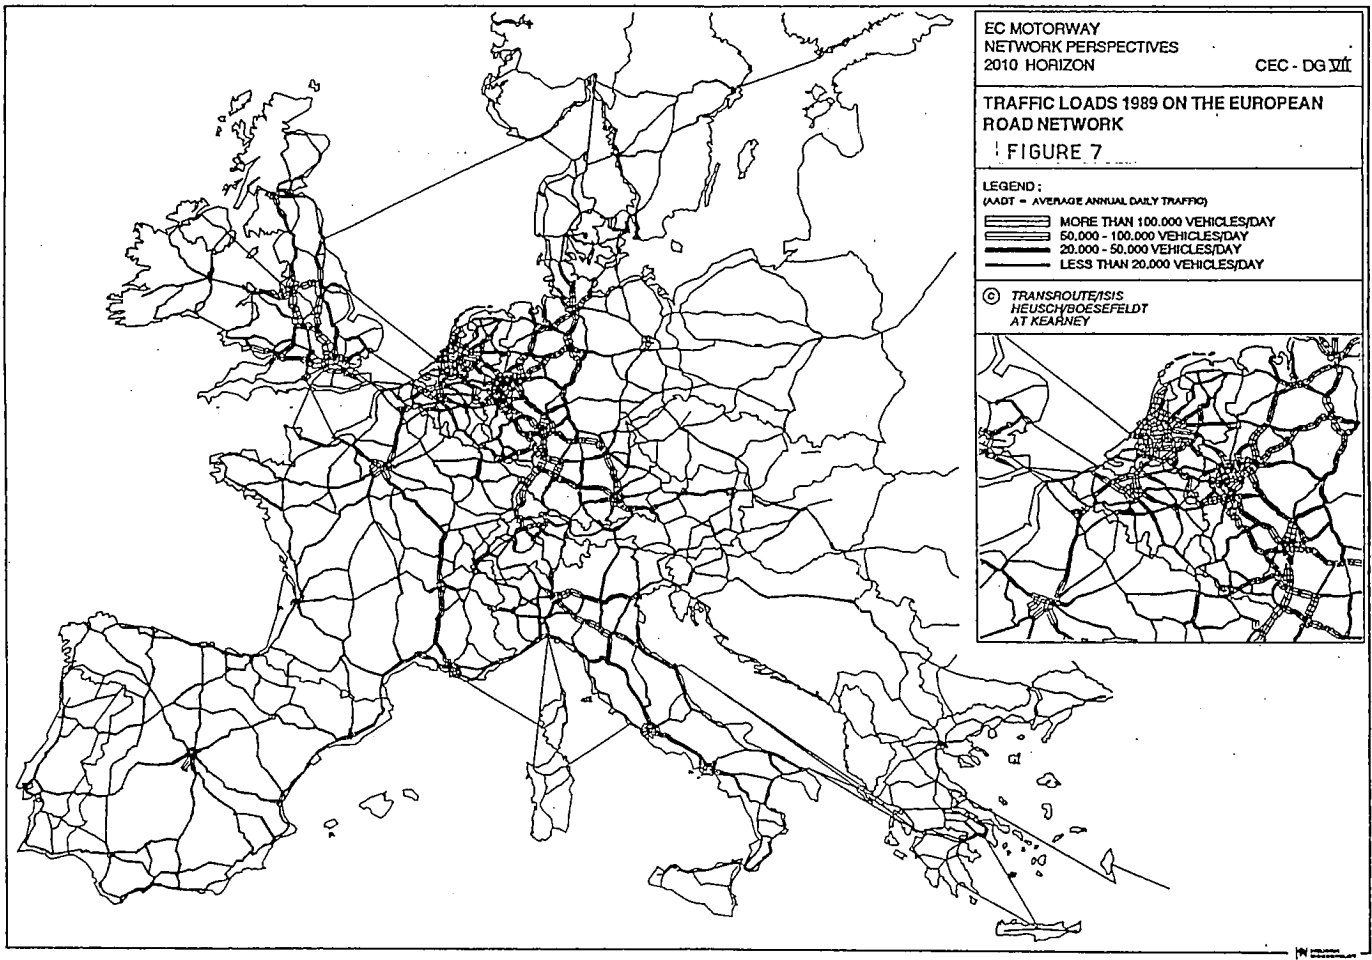 EC MOTORWAY
NETWORK PERSPECTIVES
2010 HORIZON CEC - DG VII
TRAFFIC LOADS 1989 ON THE EUROPEAN
ROAD NETWORK
FIGURE 7
LEGEND :
(AADT = AVERAGE ANNUAL DAILY TRAFFIC)
MORE THAN 100.000 VEHICLES/DAY
50.000 - 100.000 VEHICLES/DAY
20.000 - 50.000 VEHICLES/DAY
LESS THAN 20.000 VEHICLES/DAY
© TRANSROUTE/ISIS
HEUSCH/BOESEFELDT
AT KEARNEY